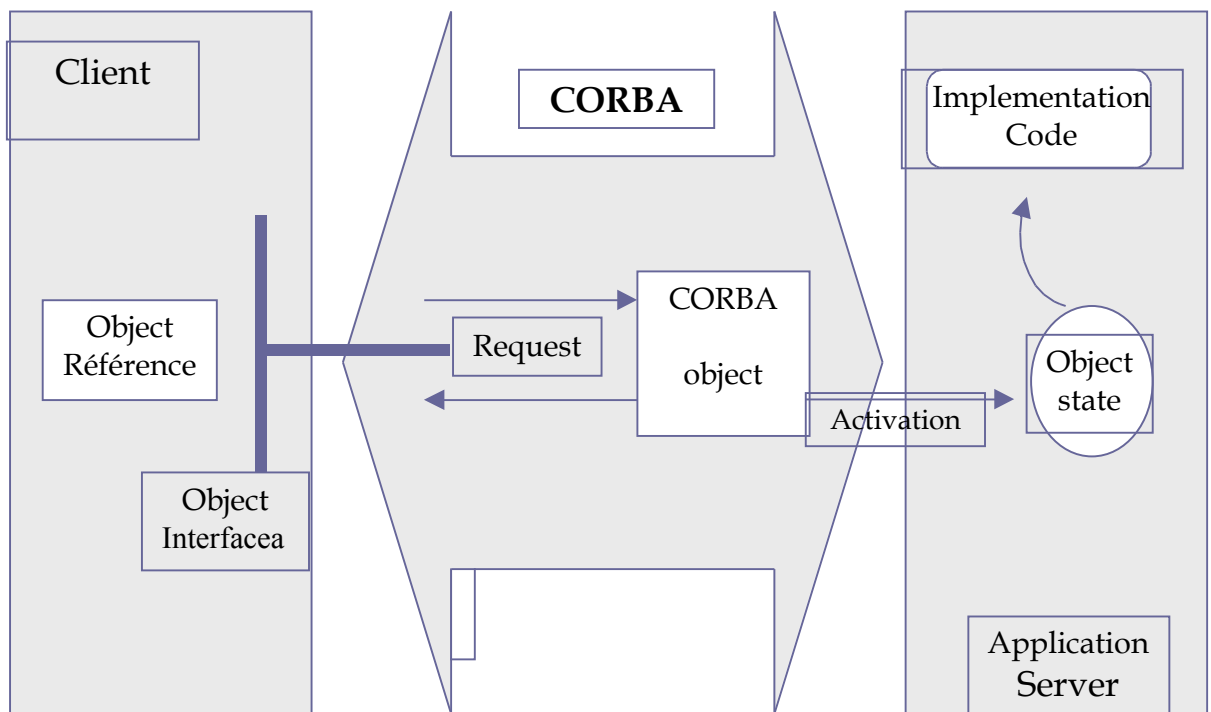 Client
CORBA
Implementation
Code
Object
Référence
Request
CORBA
object
Activation
Object
state
Object
Interfacea
Application
Server